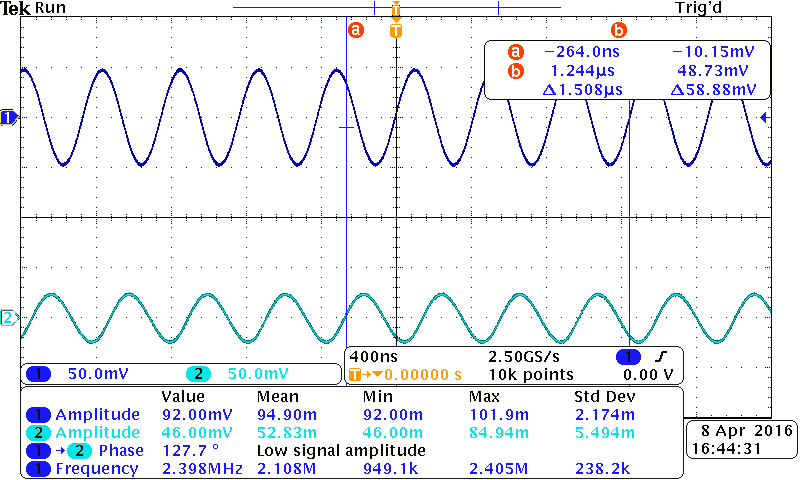 Tek Run Trig'd
T
a b
T
a −264.0ns −10.15mV
b 1.244µs 48.73mV
Δ1.508µs Δ58.88mV
1
2
1 50.0mV 2 50.0mV
400ns 2.50GS/s 1
T→▼0.00000 s 10k points 0.00 V
Value Mean Min Max Std Dev
1 Amplitude 92.00mV 94.90m 92.00m 101.9m 2.174m
2 Amplitude 46.00mV 52.83m 46.00m 84.94m 5.494m
1 → 2 Phase 127.7 ° Low signal amplitude
1 Frequency 2.398MHz 2.108M 949.1k 2.405M 238.2k
8 Apr 2016
16:44:31